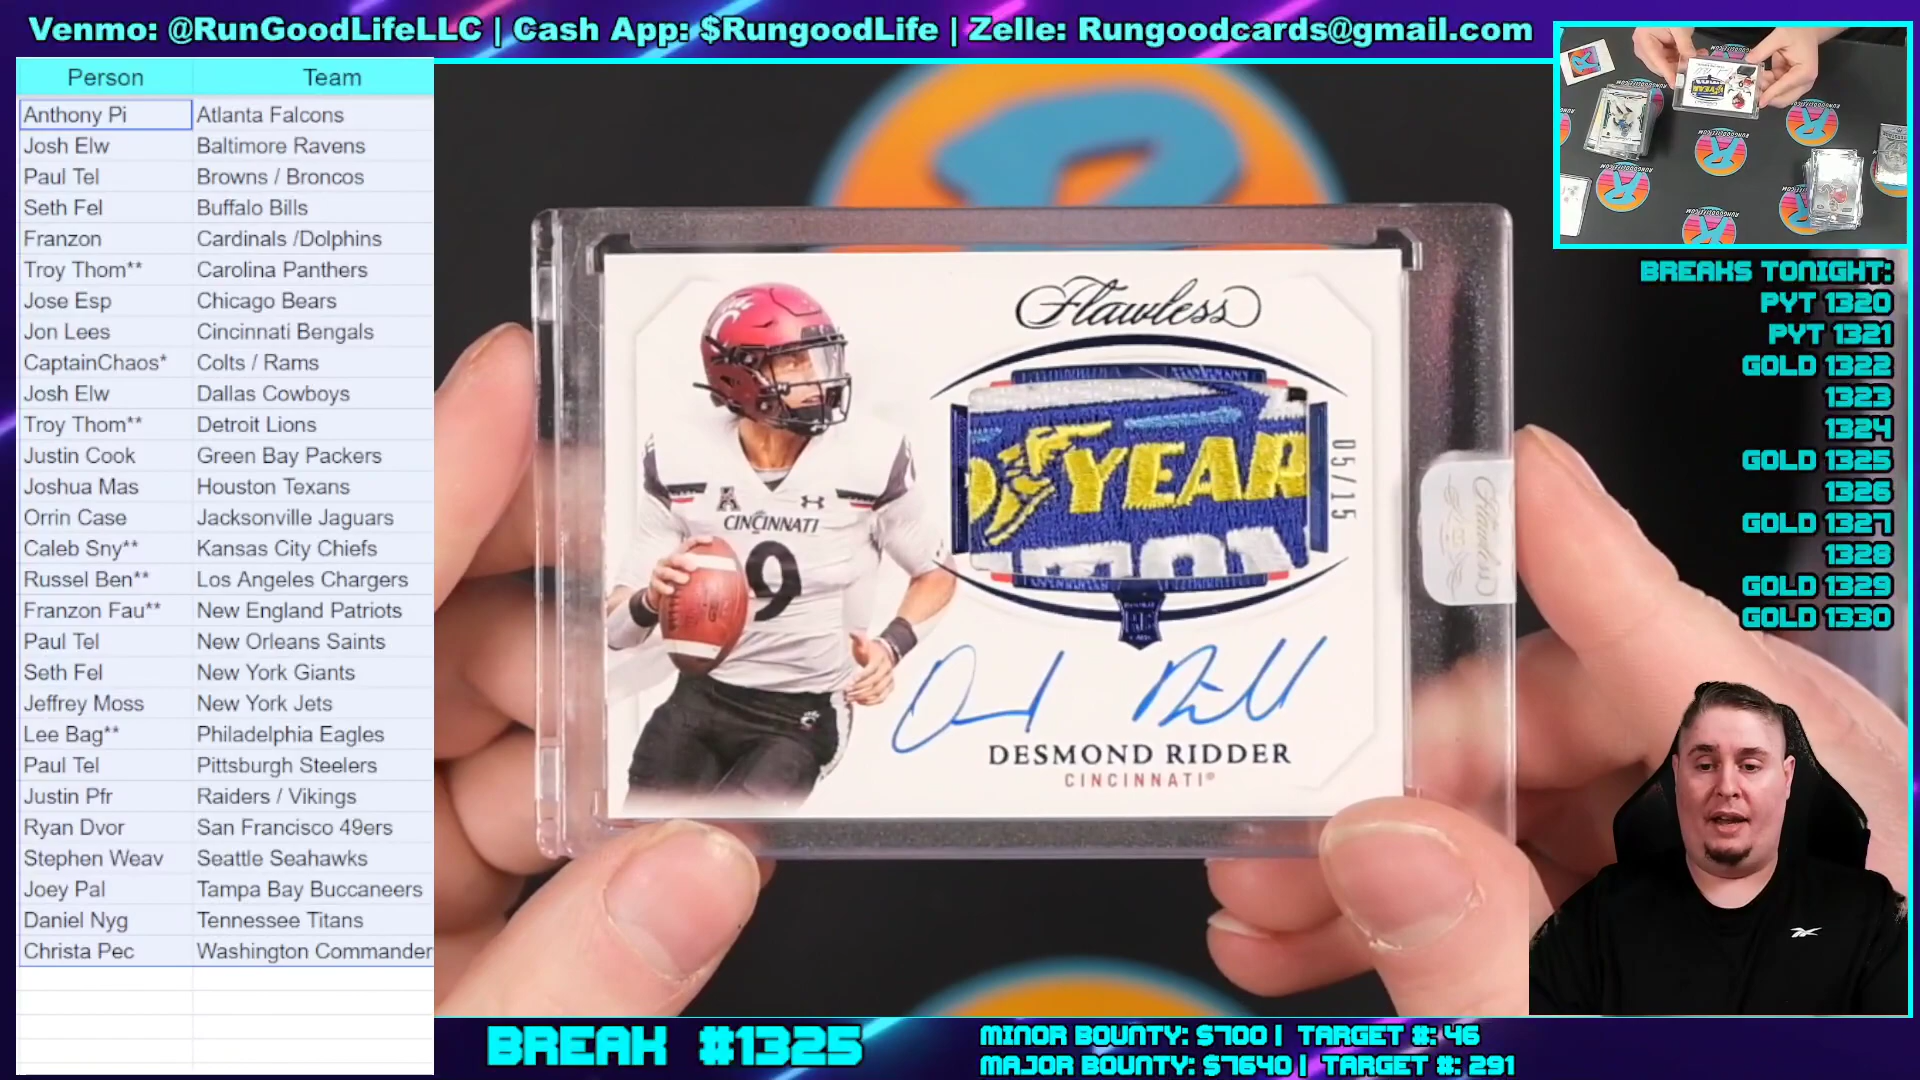 Venmo: @RunGoodLifeLLC | Cash App: $RungoodLife | Zelle: Rungoodcards@gmail.com
Person Team
Anthony Pi Atlanta Falcons
Josh Elw Baltimore Ravens
Paul Tel Browns / Broncos
Seth Fel Buffalo Bills
Franzon Cardinals /Dolphins
Troy Thom** Carolina Panthers
Jose Esp Chicago Bears
Jon Lees Cincinnati Bengals
CaptainChaos* Colts / Rams
Josh Elw Dallas Cowboys
Troy Thom** Detroit Lions
Justin Cook Green Bay Packers
Joshua Mas Houston Texans
Orrin Case Jacksonville Jaguars
Caleb Sny** Kansas City Chiefs
Russel Ben** Los Angeles Chargers
Franzon Fau** New England Patriots
Paul Tel New Orleans Saints
Seth Fel New York Giants
Jeffrey Moss New York Jets
Lee Bag** Philadelphia Eagles
Paul Tel Pittsburgh Steelers
Justin Pfr Raiders / Vikings
Ryan Dvor San Francisco 49ers
Stephen Weav Seattle Seahawks
Joey Pal Tampa Bay Buccaneers
Daniel Nyg Tennessee Titans
Christa Pec Washington Commander
Flawless
YEAR
05/15
CINCINNATI
9
DESMOND RIDDER
CINCINNATI®
Flawless
BREAKS TONIGHT:
PYT 1320
PYT 1321
GOLD 1322
1323
1324
GOLD 1325
1326
GOLD 1327
1328
GOLD 1329
GOLD 1330
BREAK #1325
MINOR BOUNTY: $700 | TARGET #: 46
MAJOR BOUNTY: $7640 | TARGET #: 291